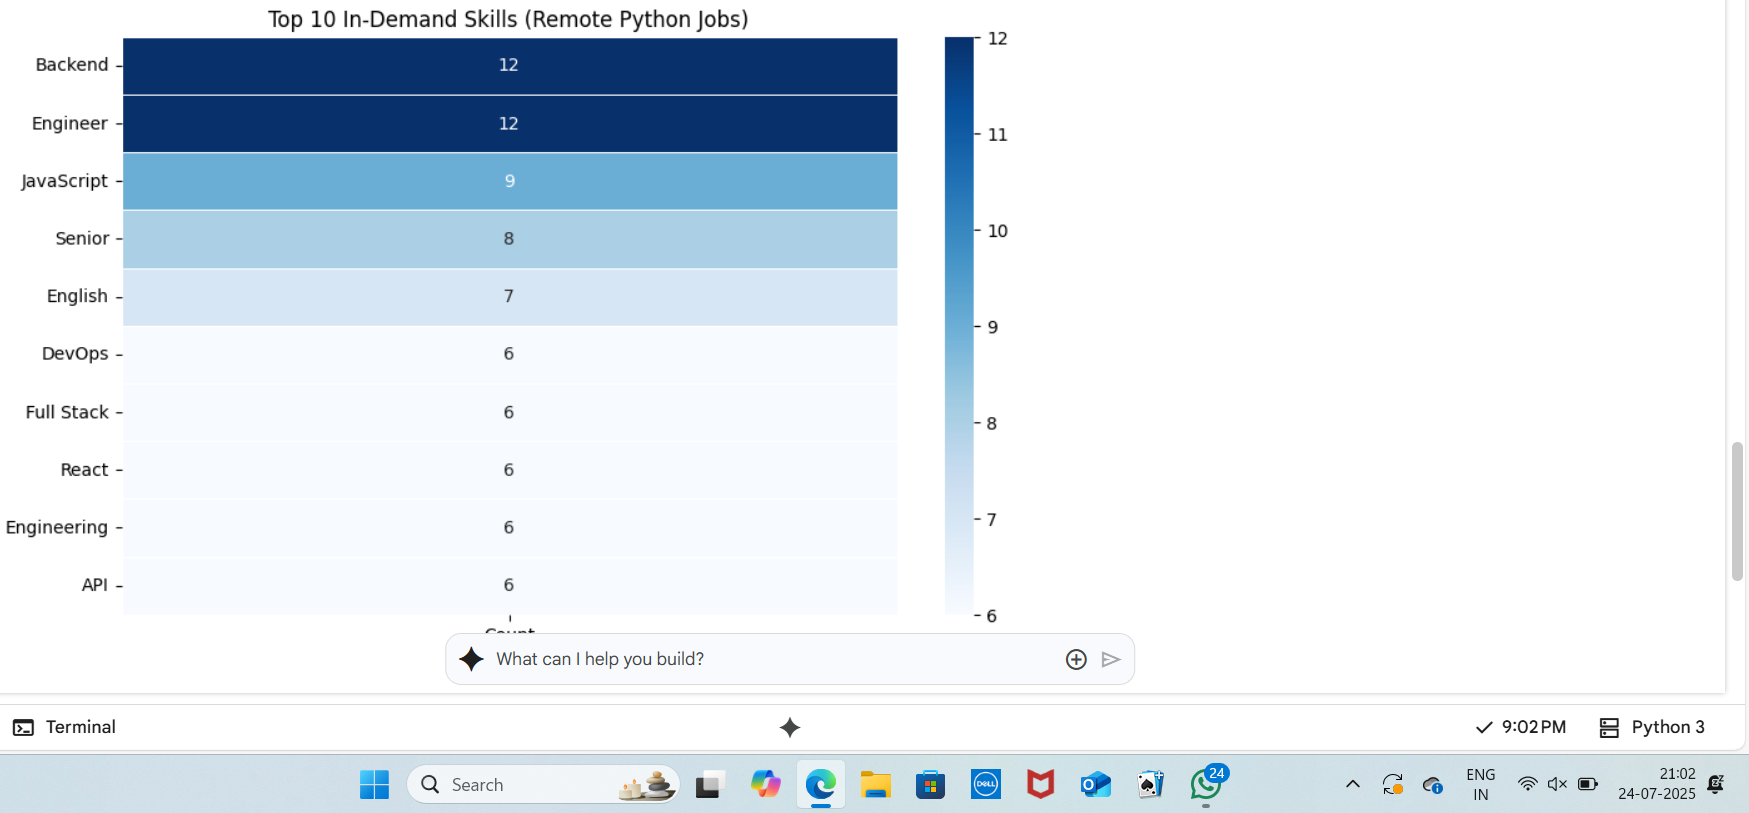 Top 10 In-Demand Skills (Remote Python Jobs)
Backend 12
Engineer 12
JavaScript 9
Senior 8
English 7
DevOps 6
Full Stack 6
React 6
Engineering 6
API 6
12
11
10
9
8
7
6
What can I help you build?
Terminal
9:02 PM
Python 3
Search
DELL
24
ENG
IN
21:02
24-07-2025